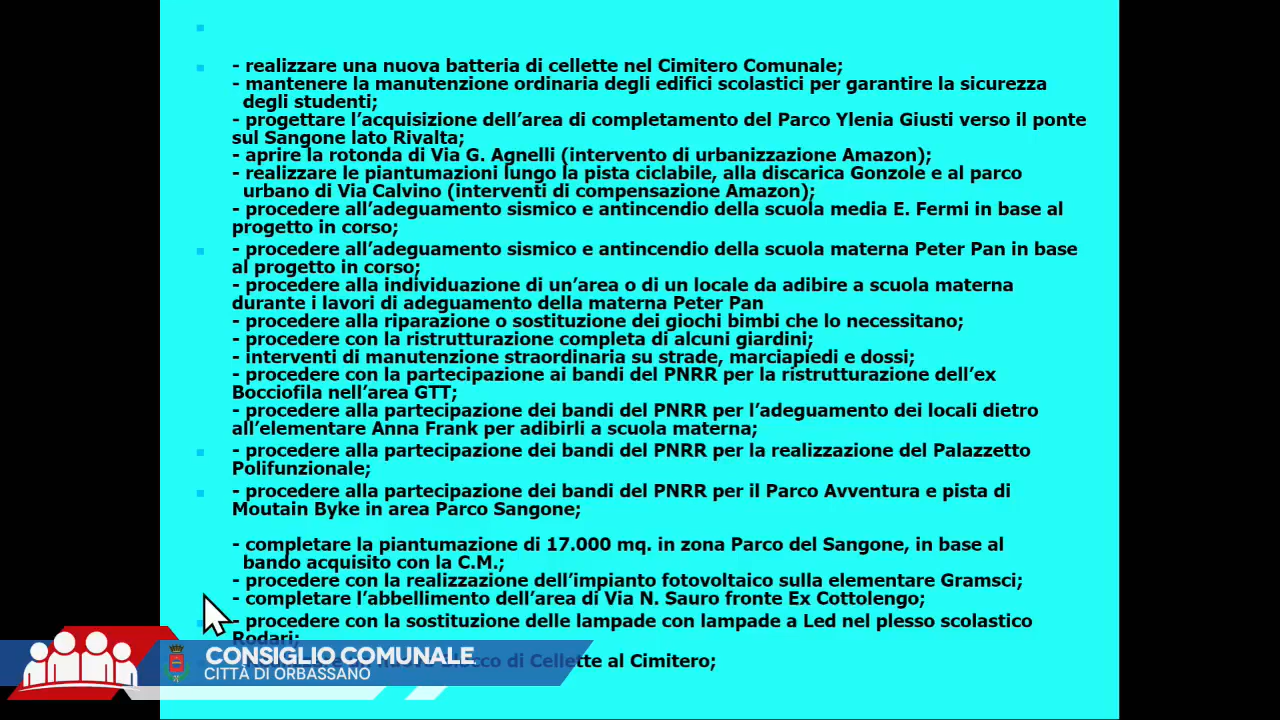 - realizzare una nuova batteria di cellette nel Cimitero Comunale;
- mantenere la manutenzione ordinaria degli edifici scolastici per garantire la sicurezza
degli studenti;
- progettare l’acquisizione dell’area di completamento del Parco Ylenia Giusti verso il ponte
sul Sangone lato Rivalta;
- aprire la rotonda di Via G. Agnelli (intervento di urbanizzazione Amazon);
- realizzare le piantumazioni lungo la pista ciclabile, alla discarica Gonzole e al parco
urbano di Via Calvino (interventi di compensazione Amazon);
- procedere all’adeguamento sismico e antincendio della scuola media E. Fermi in base al
progetto in corso;
- procedere all’adeguamento sismico e antincendio della scuola materna Peter Pan in base
al progetto in corso;
- procedere alla individuazione di un’area o di un locale da adibire a scuola materna
durante i lavori di adeguamento della materna Peter Pan
- procedere alla riparazione o sostituzione dei giochi bimbi che lo necessitano;
- procedere con la ristrutturazione completa di alcuni giardini;
- interventi di manutenzione straordinaria su strade, marciapiedi e dossi;
- procedere con la partecipazione ai bandi del PNRR per la ristrutturazione dell’ex
Bocciofila nell’area GTT;
- procedere alla partecipazione dei bandi del PNRR per l’adeguamento dei locali dietro
all’elementare Anna Frank per adibirli a scuola materna;
- procedere alla partecipazione dei bandi del PNRR per la realizzazione del Palazzetto
Polifunzionale;
- procedere alla partecipazione dei bandi del PNRR per il Parco Avventura e pista di
Moutain Byke in area Parco Sangone;
- completare la piantumazione di 17.000 mq. in zona Parco del Sangone, in base al
bando acquisito con la C.M.;
- procedere con la realizzazione dell’impianto fotovoltaico sulla elementare Gramsci;
- completare l’abbellimento dell’area di Via N. Sauro fronte Ex Cottolengo;
- procedere con la sostituzione delle lampade con lampade a Led nel plesso scolastico
Rodari;
nuovo blocco di Cellette al Cimitero;
CONSIGLIO COMUNALE
CITTÀ DI ORBASSANO